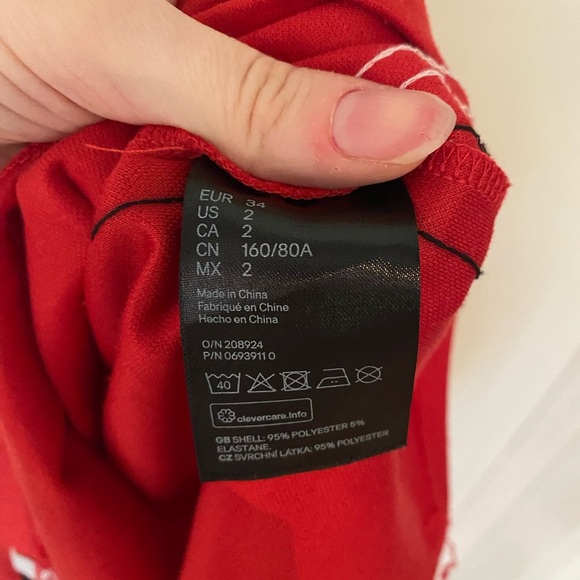 EUR 34
US 2
CA 2
CN 160/80A
MX 2
Made in China
Fabriqué en Chine
Hecho en China
O/N 208924
P/N 0693911 0
40
clevercare.info
GB SHELL: 95% POLYESTER 5%
ELASTANE.
CZ SVRCHNÍ LÁTKA: 95% POLYESTER